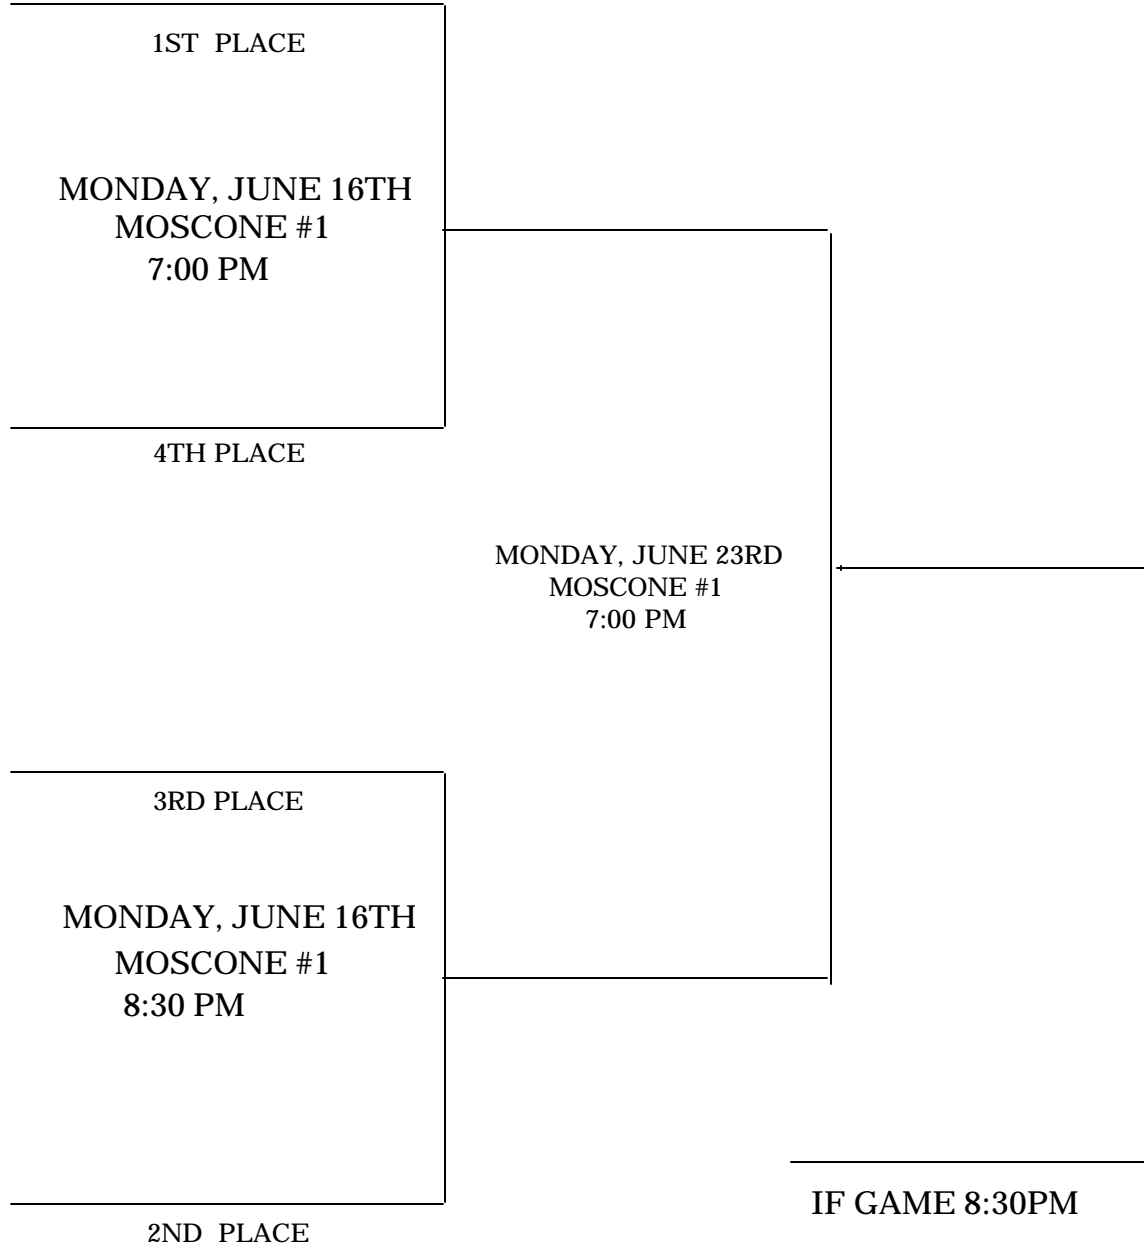 1ST PLACE
MONDAY, JUNE 16TH
MOSCONE #1
7:00 PM
4TH PLACE
MONDAY, JUNE 23RD
MOSCONE #1
7:00 PM
3RD PLACE
MONDAY, JUNE 16TH
MOSCONE #1
8:30 PM
IF GAME 8:30PM
2ND PLACE